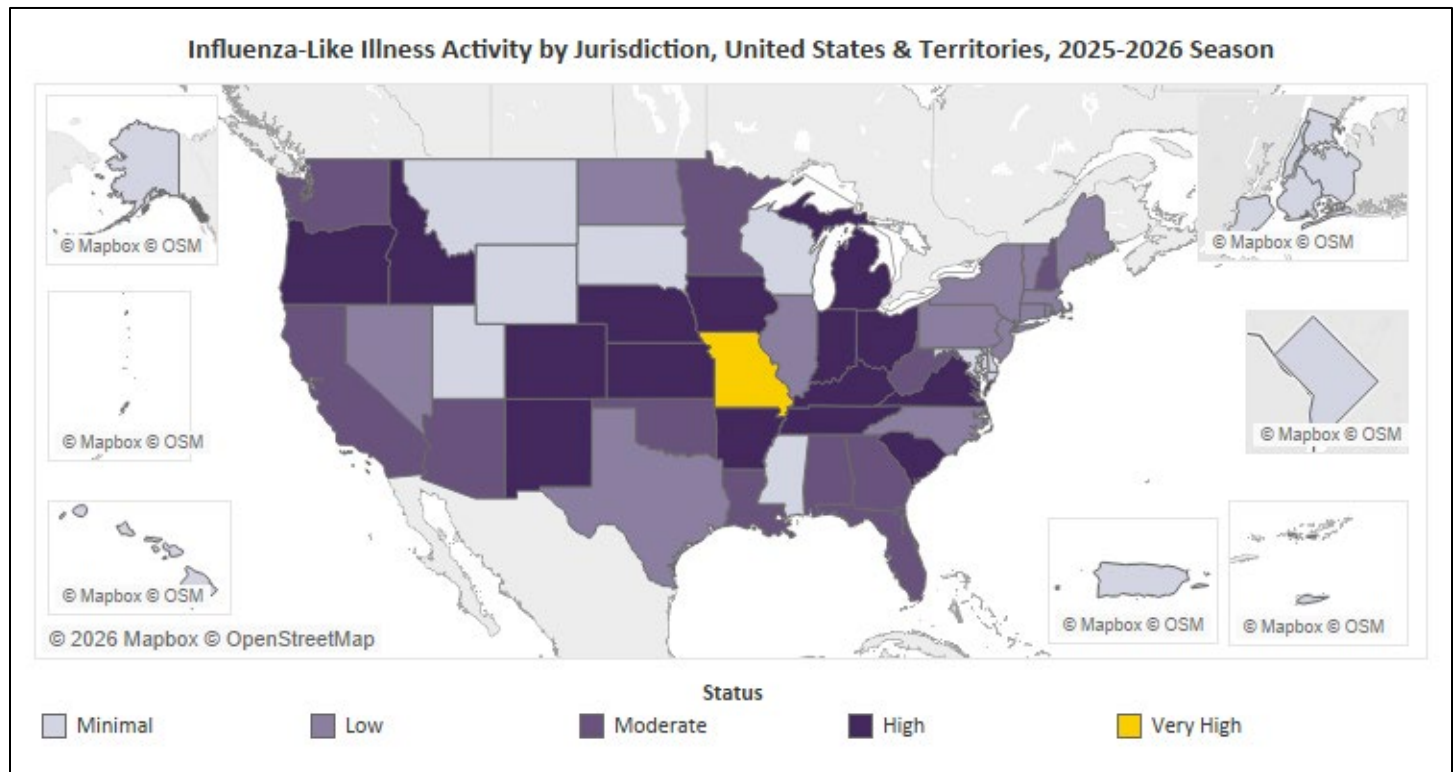 Influenza-Like Illness Activity by Jurisdiction, United States & Territories, 2025-2026 Season
© Mapbox © OSM
© Mapbox © OSM
© Mapbox © OSM
© Mapbox © OSM
© Mapbox © OSM
© Mapbox © OSM
© Mapbox © OSM
© 2026 Mapbox © OpenStreetMap
Status
Minimal Low Moderate High Very High